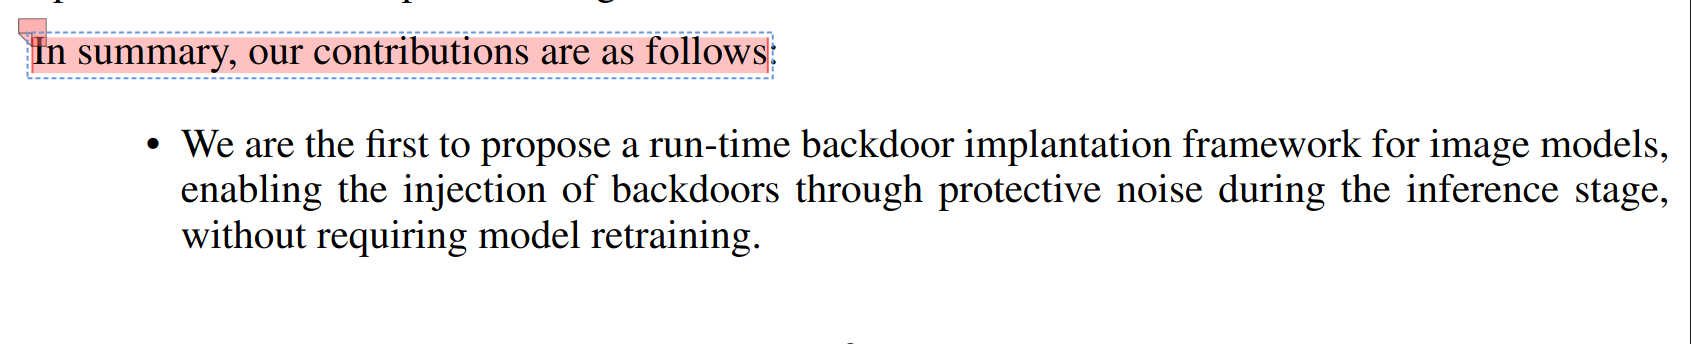 In summary, our contributions are as follows:
• We are the first to propose a run-time backdoor implantation framework for image models,
enabling the injection of backdoors through protective noise during the inference stage,
without requiring model retraining.